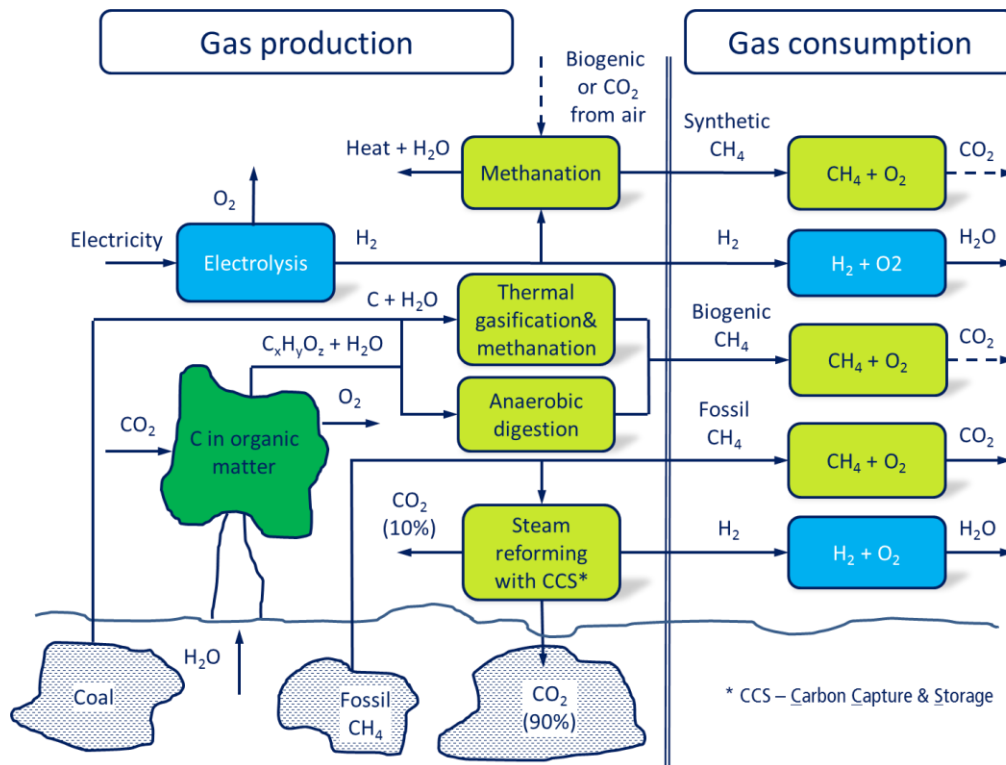 Gas production
Gas consumption
Biogenic
or CO₂
from air
Synthetic
CH₄
Heat + H₂O
Methanation
CH₄ + O₂
CO₂
O₂
Electricity
Electrolysis
H₂
H₂
H₂ + O2
H₂O
C + H₂O
Thermal
gasification&
methanation
Biogenic
CH₄
CH₄ + O₂
CO₂
CₓHᵧO_z + H₂O
O₂
CO₂
C in organic
matter
Anaerobic
digestion
Fossil
CH₄
CH₄ + O₂
CO₂
CO₂
(10%)
Steam
reforming
with CCS*
H₂
H₂ + O₂
H₂O
H₂O
Coal
Fossil
CH₄
CO₂
(90%)
* CCS – Carbon Capture & Storage